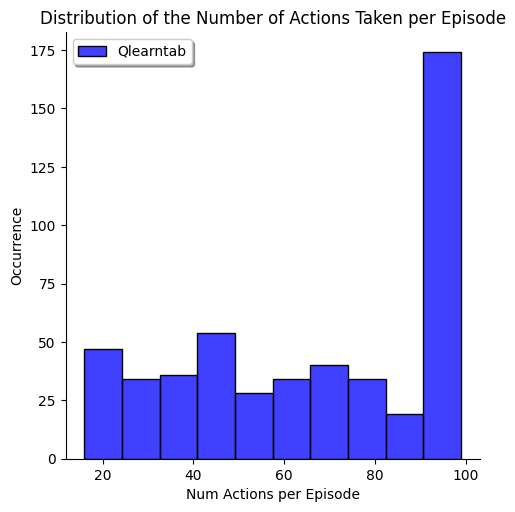 Distribution of the Number of Actions Taken per Episode
Qlearntab
175
150
125
100
75
50
25
0
Occurrence
20 40 60 80 100
Num Actions per Episode